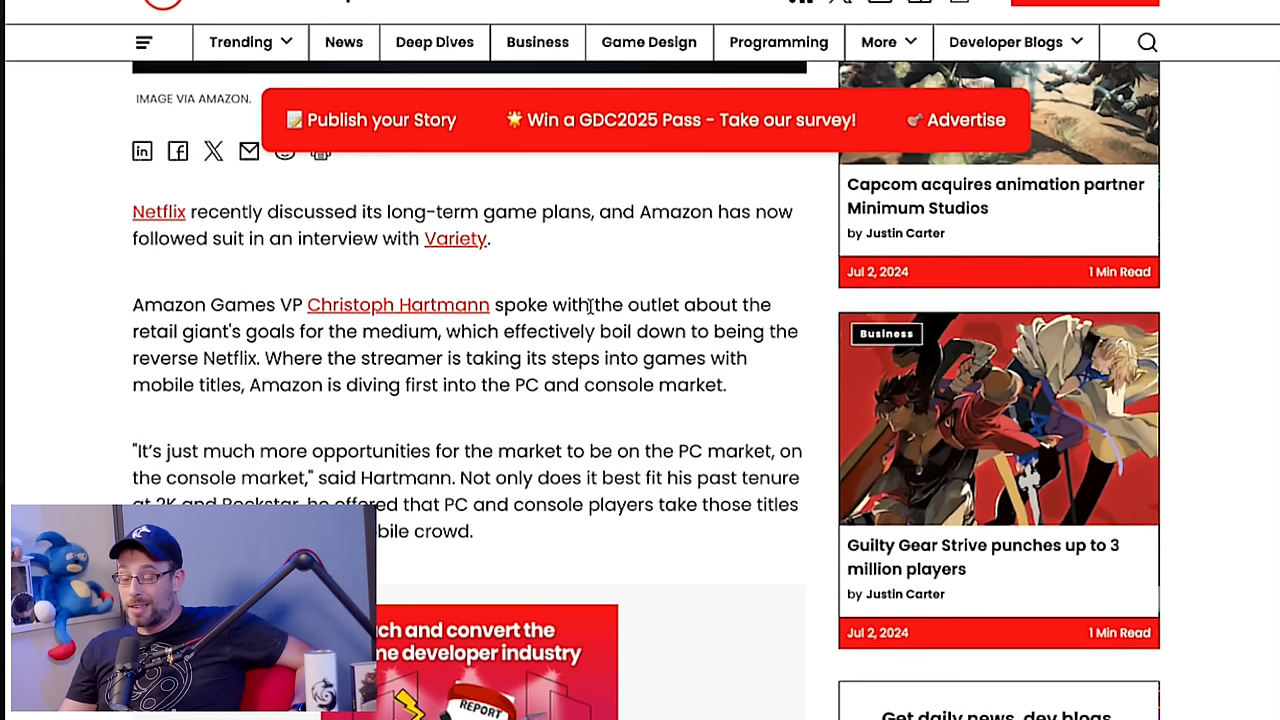 Trending
News
Deep Dives
Business
Game Design
Programming
More
Developer Blogs
IMAGE VIA AMAZON.
📝 Publish your Story
🌟 Win a GDC2025 Pass - Take our survey!
Advertise
Netflix recently discussed its long-term game plans, and Amazon has now
followed suit in an interview with Variety.
Amazon Games VP Christoph Hartmann spoke with the outlet about the
retail giant's goals for the medium, which effectively boil down to being the
reverse Netflix. Where the streamer is taking its steps into games with
mobile titles, Amazon is diving first into the PC and console market.
"It's just much more opportunities for the market to be on the PC market, on
the console market," said Hartmann. Not only does it best fit his past tenure
at 2K and Rockstar, he offered that PC and console players take those titles
crowd.
and convert the
developer industry
REPORT
Capcom acquires animation partner
Minimum Studios
by Justin Carter
Jul 2, 2024
1 Min Read
Business
Guilty Gear Strive punches up to 3
million players
by Justin Carter
Jul 2, 2024
1 Min Read
Get daily news, dev blogs